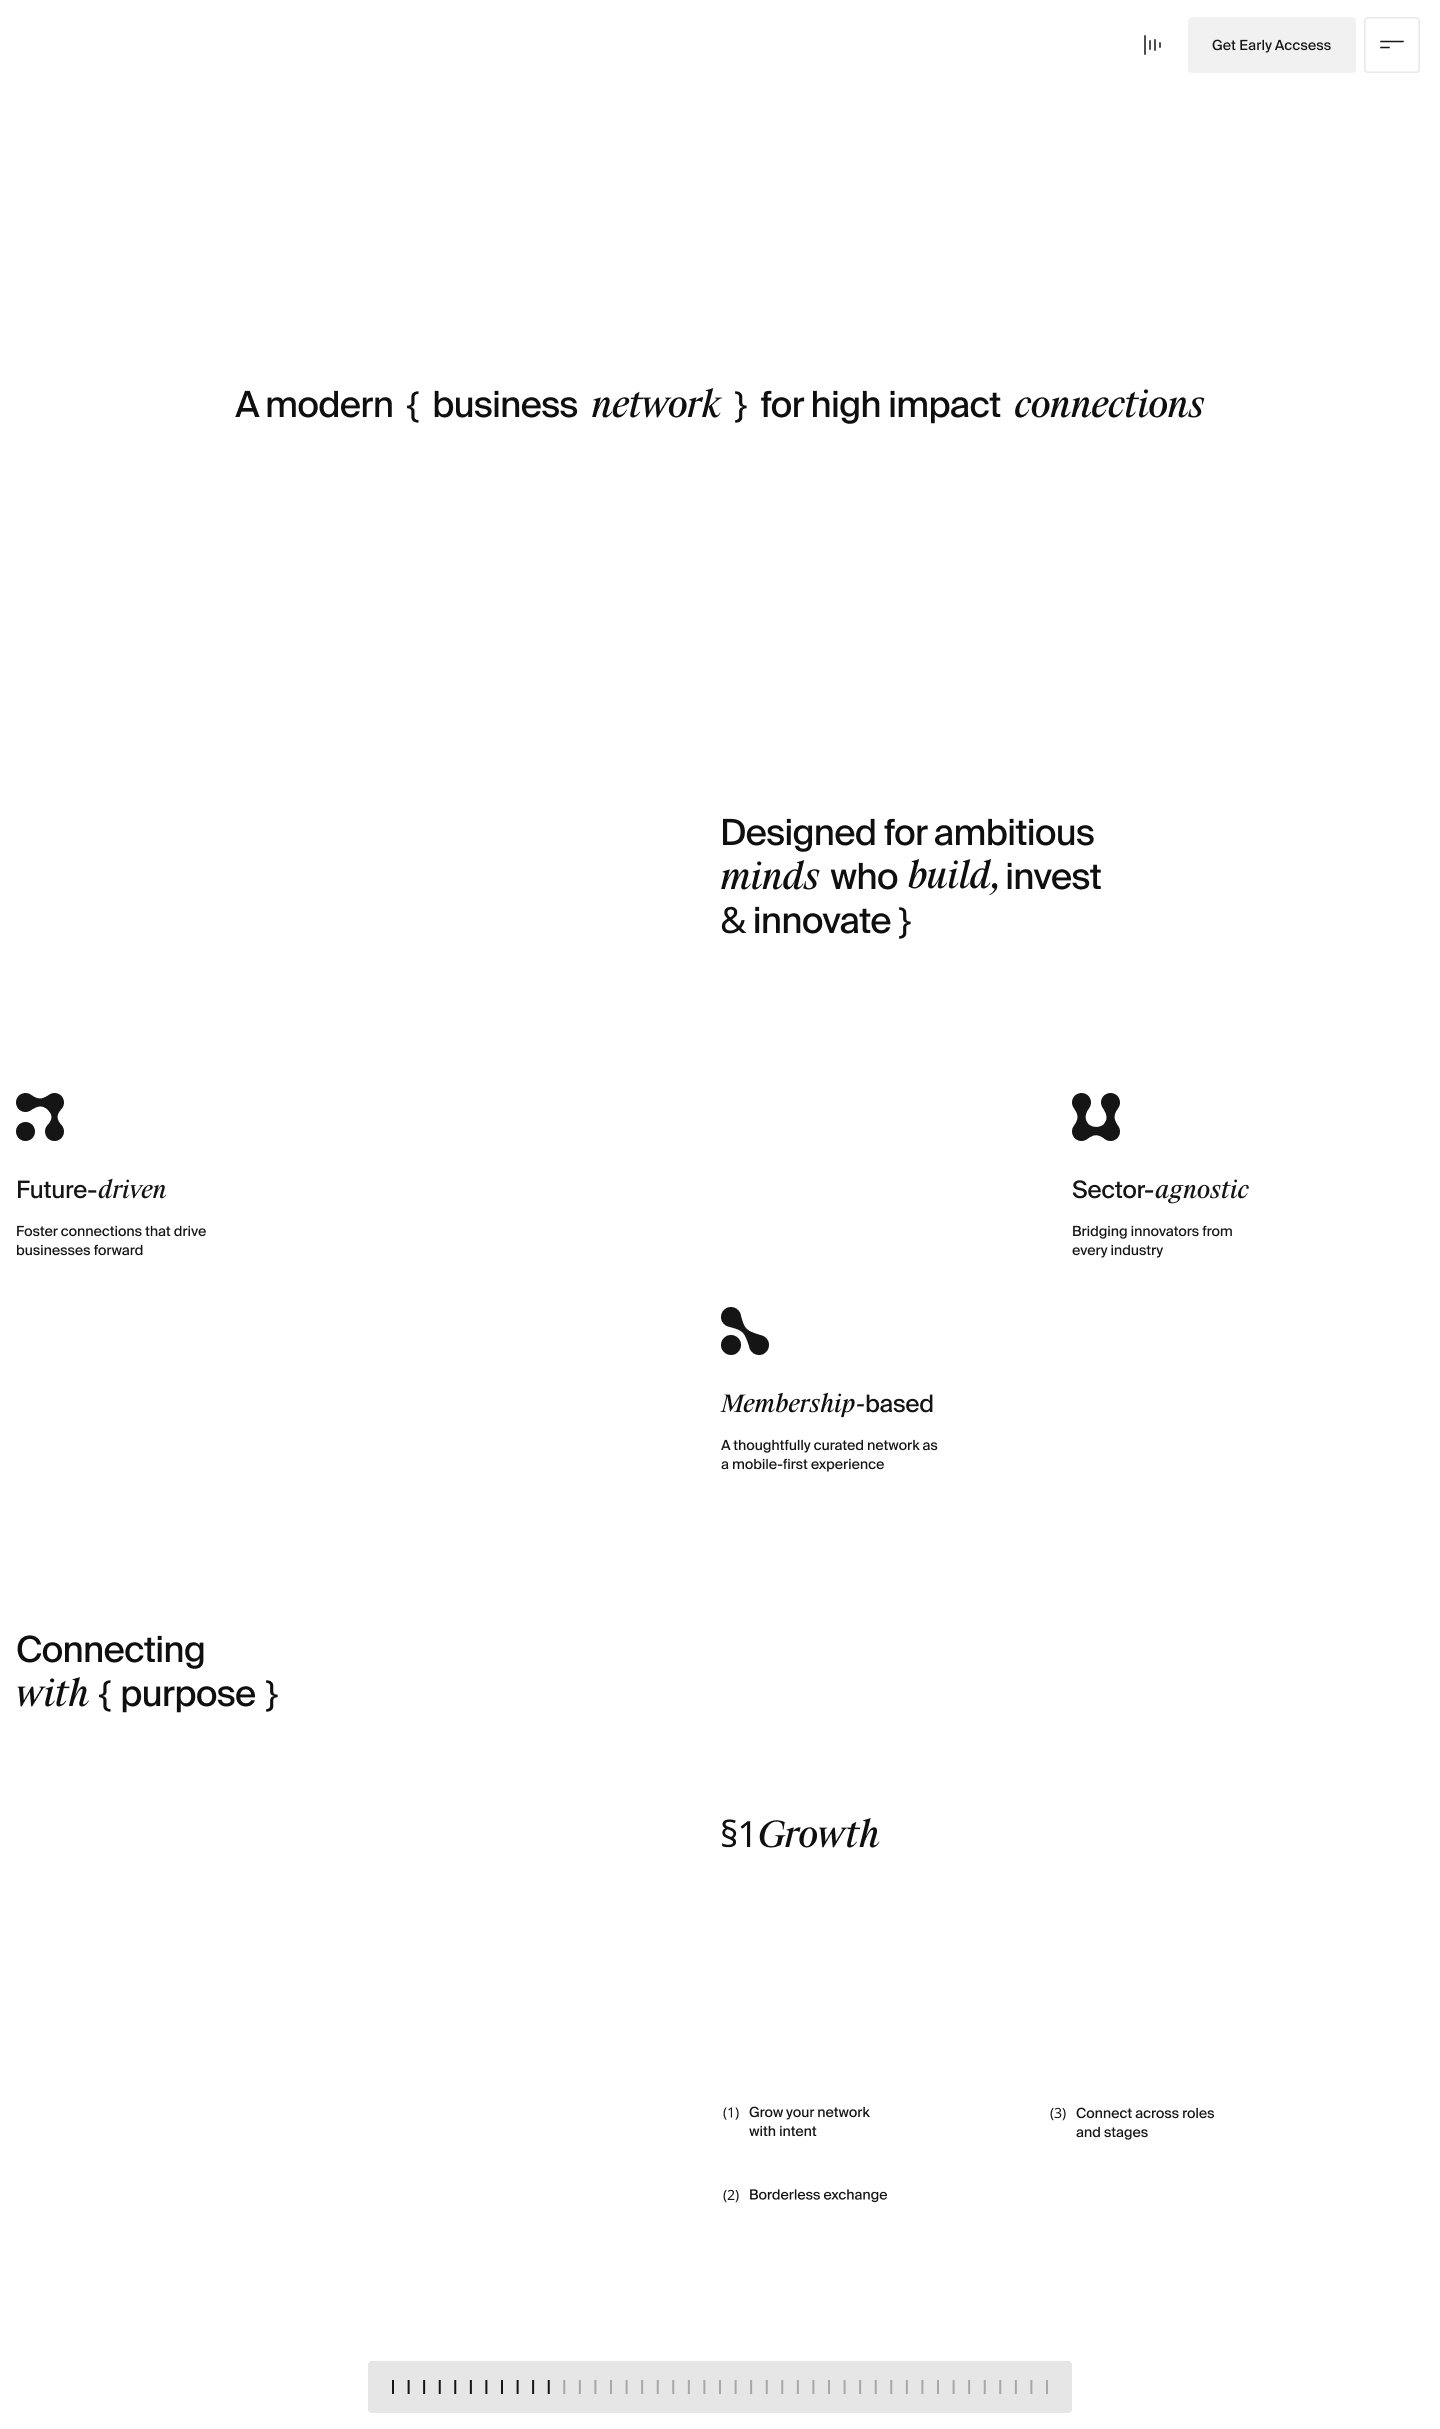 Get Early Accsess
A modern { business network } for high impact connections
Designed for ambitious
minds who build, invest
& innovate }
Future-driven
Foster connections that drive
businesses forward
Sector-agnostic
Bridging innovators from
every industry
Membership-based
A thoughtfully curated network as
a mobile-first experience
Connecting
with { purpose }
§1 Growth
(1) Grow your network
with intent
(2) Borderless exchange
(3) Connect across roles
and stages